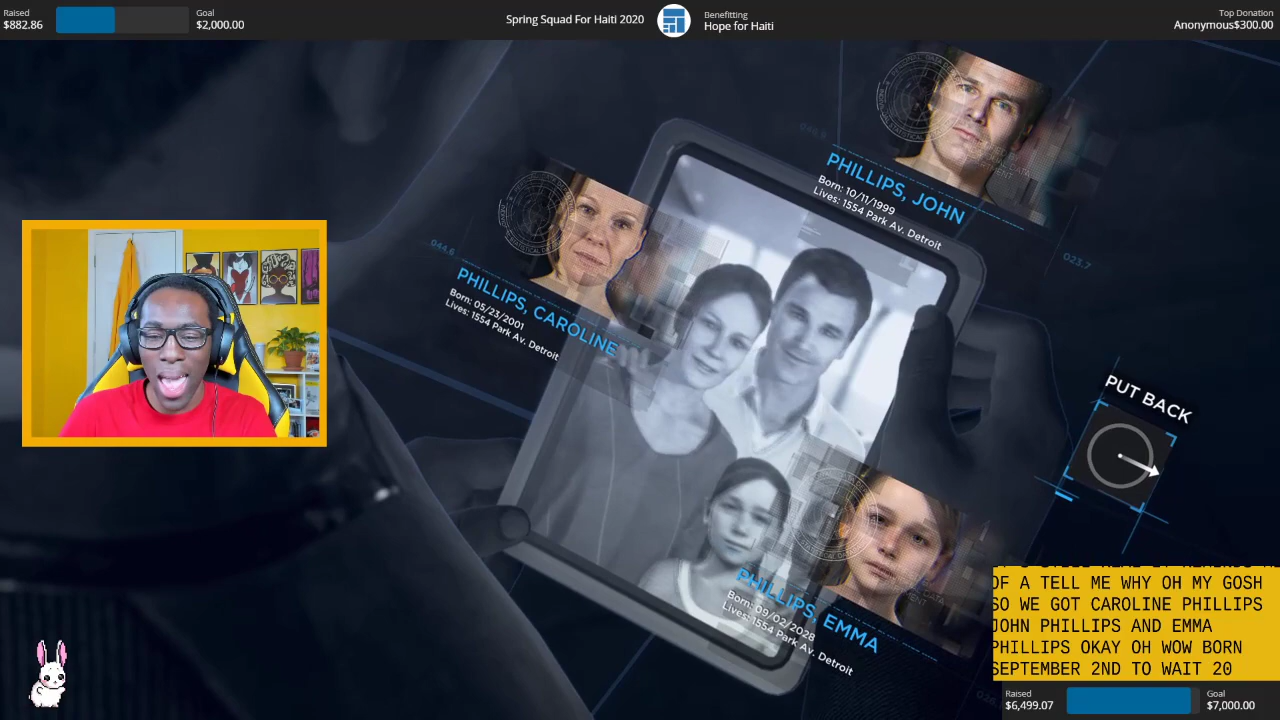 Raised
$882.86
Goal
$2,000.00
Spring Squad For Haiti 2020
Benefitting
Hope for Haiti
Top Donation
Anonymous$300.00
PHILLIPS, JOHN
Born: 10/11/1999
Lives: 1554 Park Av. Detroit
023.7
044.6
PHILLIPS, CAROLINE
Born: 05/23/2001
Lives: 1554 Park Av. Detroit
PUT BACK
PHILLIPS, EMMA
Born: 09/02/2028
Lives: 1554 Park Av. Detroit
OF A TELL ME WHY OH MY GOSH
SO WE GOT CAROLINE PHILLIPS
JOHN PHILLIPS AND EMMA
PHILLIPS OKAY OH WOW BORN
SEPTEMBER 2ND TO WAIT 20
Raised
$6,499.07
Goal
$7,000.00